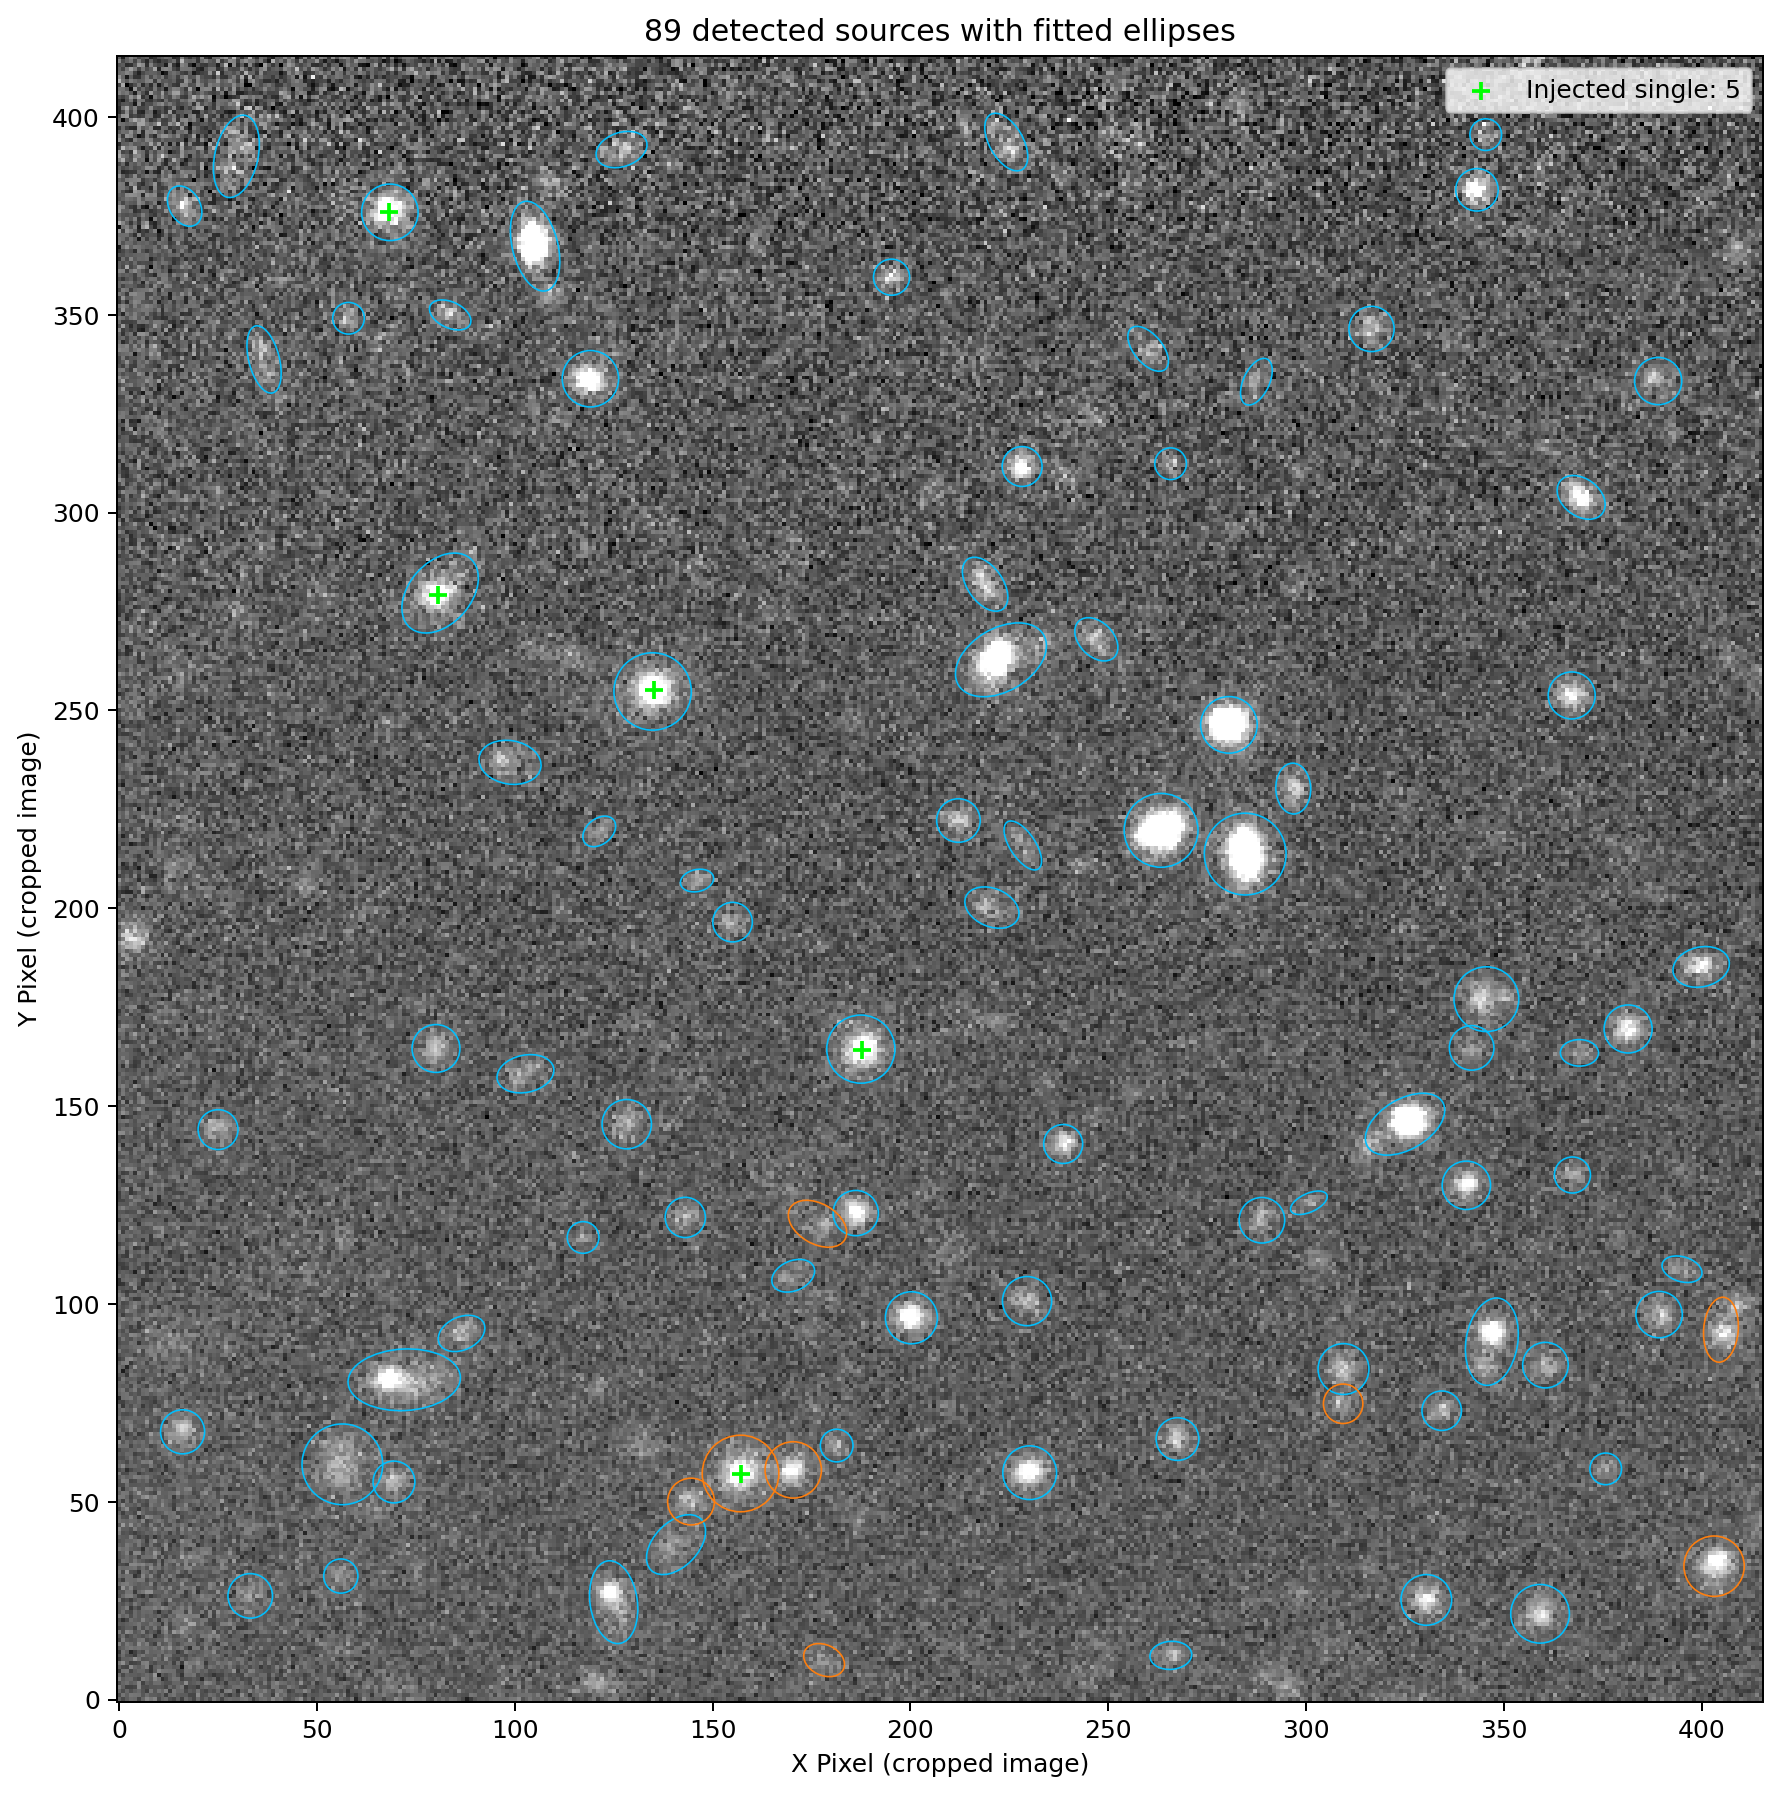 89 detected sources with fitted ellipses
Injected single: 5
400
350
300
250
200
150
100
50
0
Y Pixel (cropped image)
0 50 100 150 200 250 300 350 400
X Pixel (cropped image)